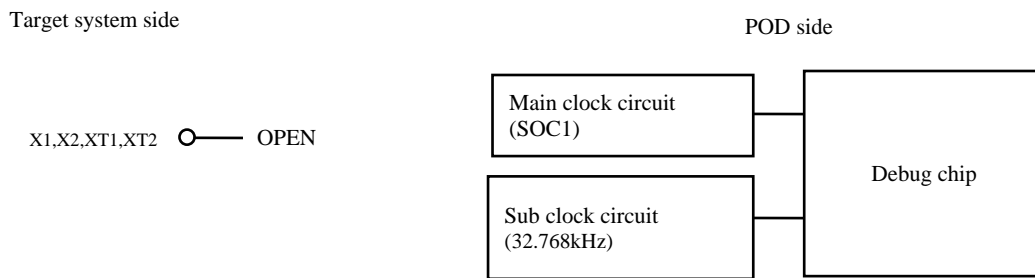 Target system side
POD side
Main clock circuit
(SOC1)
X1,X2,XT1,XT2
OPEN
Debug chip
Sub clock circuit
(32.768kHz)